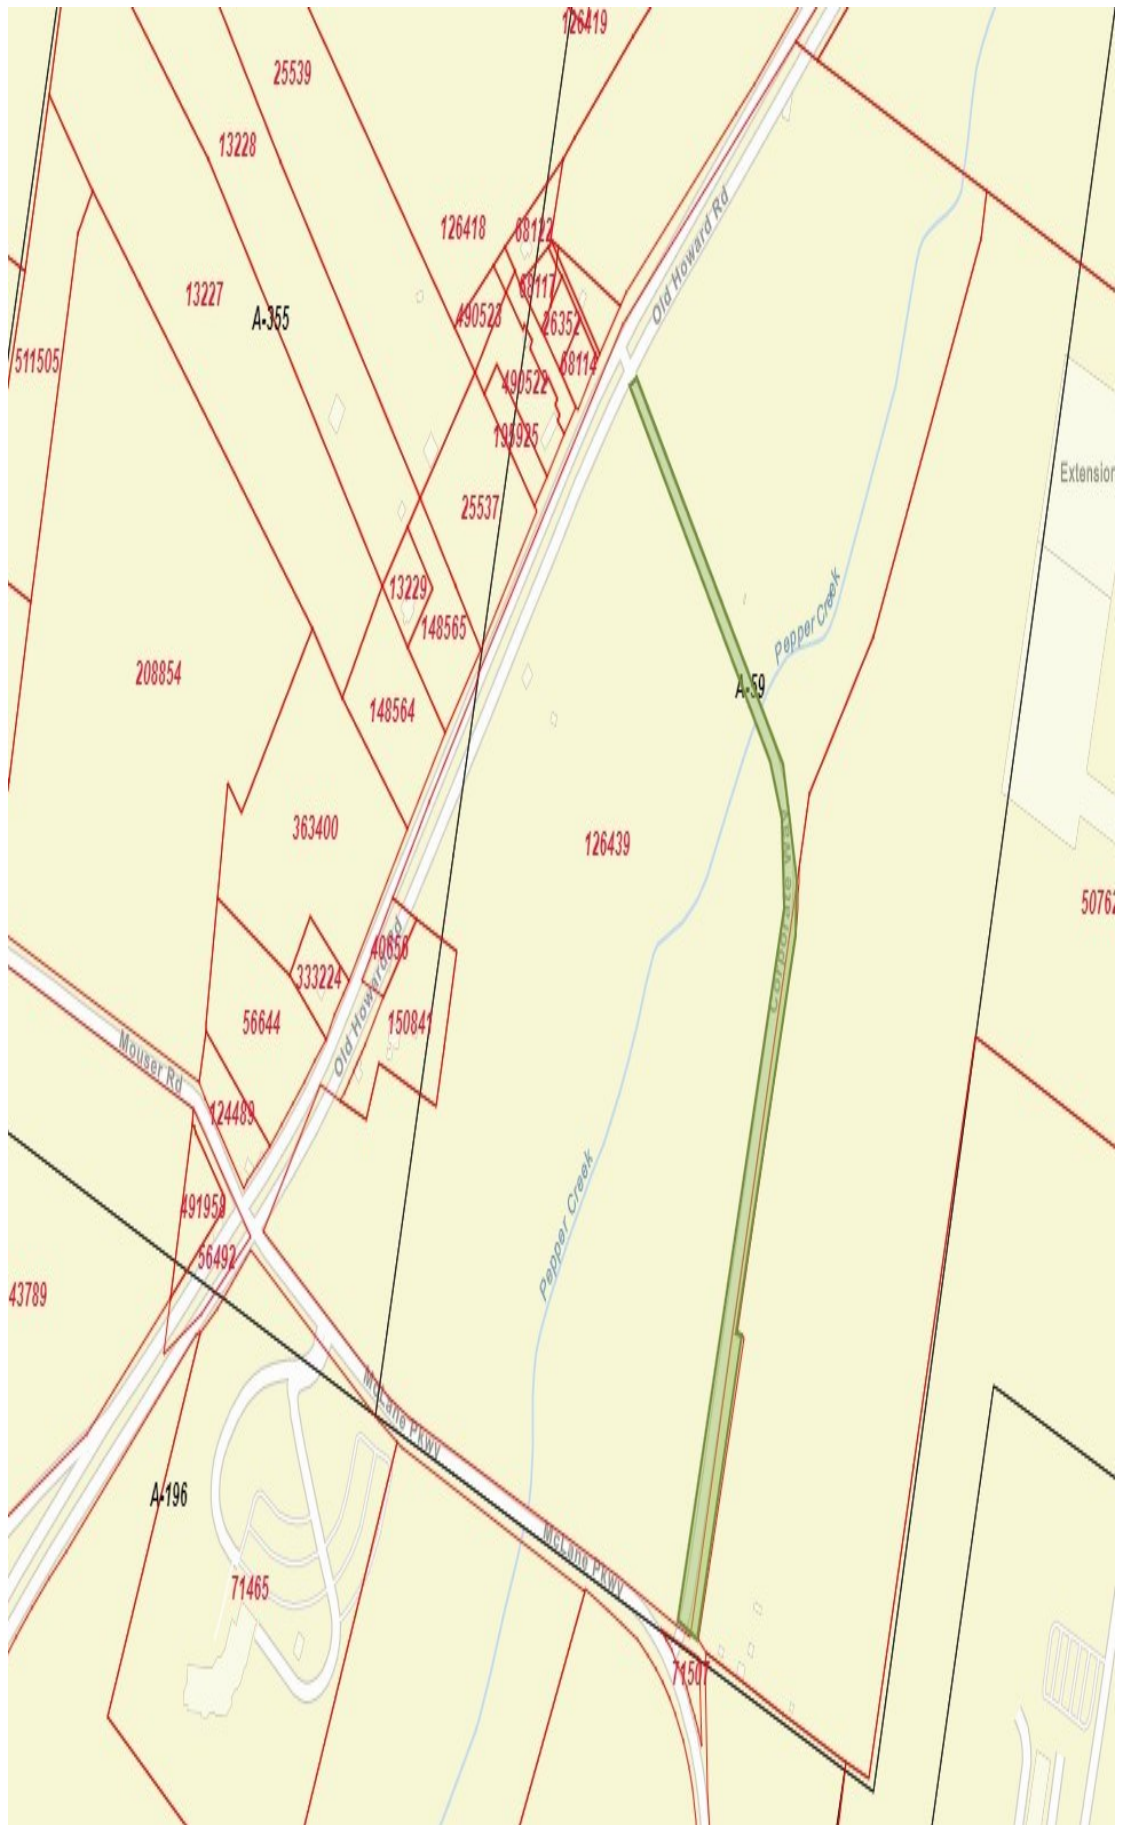 126419
25539
13228
Old Howard Rd
126418
68122
68117
13227
A-355
490523
26352
511505
68114
490522
195925
Extension
25537
13229
148565
Pepper Creek
208854
A-59
148564
363400
126439
Corporate Way
50762
40656
333224
Old Howard Rd
56644
150841
Mouser Rd
124489
491958
Pepper Creek
56492
43789
McLane Pkwy
A-196
McLane Pkwy
71465
71507